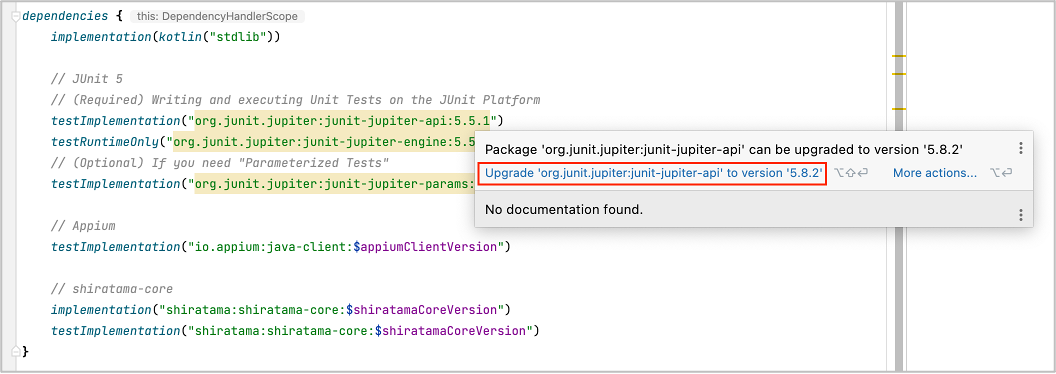 dependencies { this: DependencyHandlerScope
implementation(kotlin("stdlib"))
// JUnit 5
// (Required) Writing and executing Unit Tests on the JUnit Platform
testImplementation("org.junit.jupiter:junit-jupiter-api:5.5.1")
testRuntimeOnly("org.junit.jupiter:junit-jupiter-engine:5.5
// (Optional) If you need "Parameterized Tests"
testImplementation("org.junit.jupiter:junit-jupiter-params:
Package 'org.junit.jupiter:junit-jupiter-api' can be upgraded to version '5.8.2'
Upgrade 'org.junit.jupiter:junit-jupiter-api' to version '5.8.2' ⌥⇧⏎ More actions... ⌥⏎
No documentation found.
// Appium
testImplementation("io.appium:java-client:$appiumClientVersion")
// shiratama-core
implementation("shiratama:shiratama-core:$shiratamaCoreVersion")
testImplementation("shiratama:shiratama-core:$shiratamaCoreVersion")
}